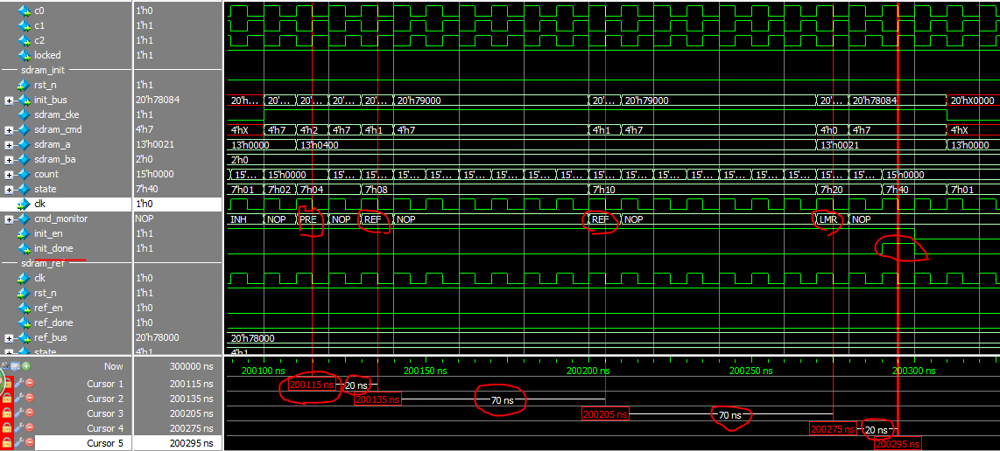 c0 1'h0
c1 1'h1
c2 1'h1
locked 1'h1
sdram_init
rst_n 1'h1
init_bus 20'h78084 20'h... 20'... 20'... 20'... 20'... 20'h79000 20'... 20'h79000 20'... 20'h78084 20'hX0000
sdram_cke 1'h1
sdram_cmd 4'h7 4'hX 4'h7 4'h2 4'h7 4'h1 4'h7 4'h1 4'h7 4'h0 4'h7 4'hX
sdram_a 13'h0021 13'h0000 13'h0400 13'h0021 13'h0000
sdram_ba 2'h0 2'h0
count 15'h0000 15'... 15'h0000 15'... 15'... 15'... 15'... 15'... 15'... 15'... 15'... 15'... 15'... 15'... 15'... 15'... 15'... 15'... 15'... 15'... 15'h0000
state 7'h40 7'h01 7'h02 7'h04 7'h08 7'h10 7'h20 7'h40 7'h01
clk 1'h0
cmd_monitor NOP INH NOP PRE NOP REF NOP REF NOP LMR NOP
init_en 1'h1
init_done 1'h1
sdram_ref
clk 1'h0
rst_n 1'h1
ref_en 1'h0
ref_done 1'h0
ref_bus 20'h78000 20'h78000
state 4'h1 4'h1
Now 300000 ns 200100 ns 200150 ns 200200 ns 200250 ns 200300 ns
Cursor 1 200115 ns 200115 ns 20 ns
Cursor 2 200135 ns 200135 ns 70 ns
Cursor 3 200205 ns 200205 ns 70 ns
Cursor 4 200275 ns 200275 ns 20 ns
Cursor 5 200295 ns 200295 ns